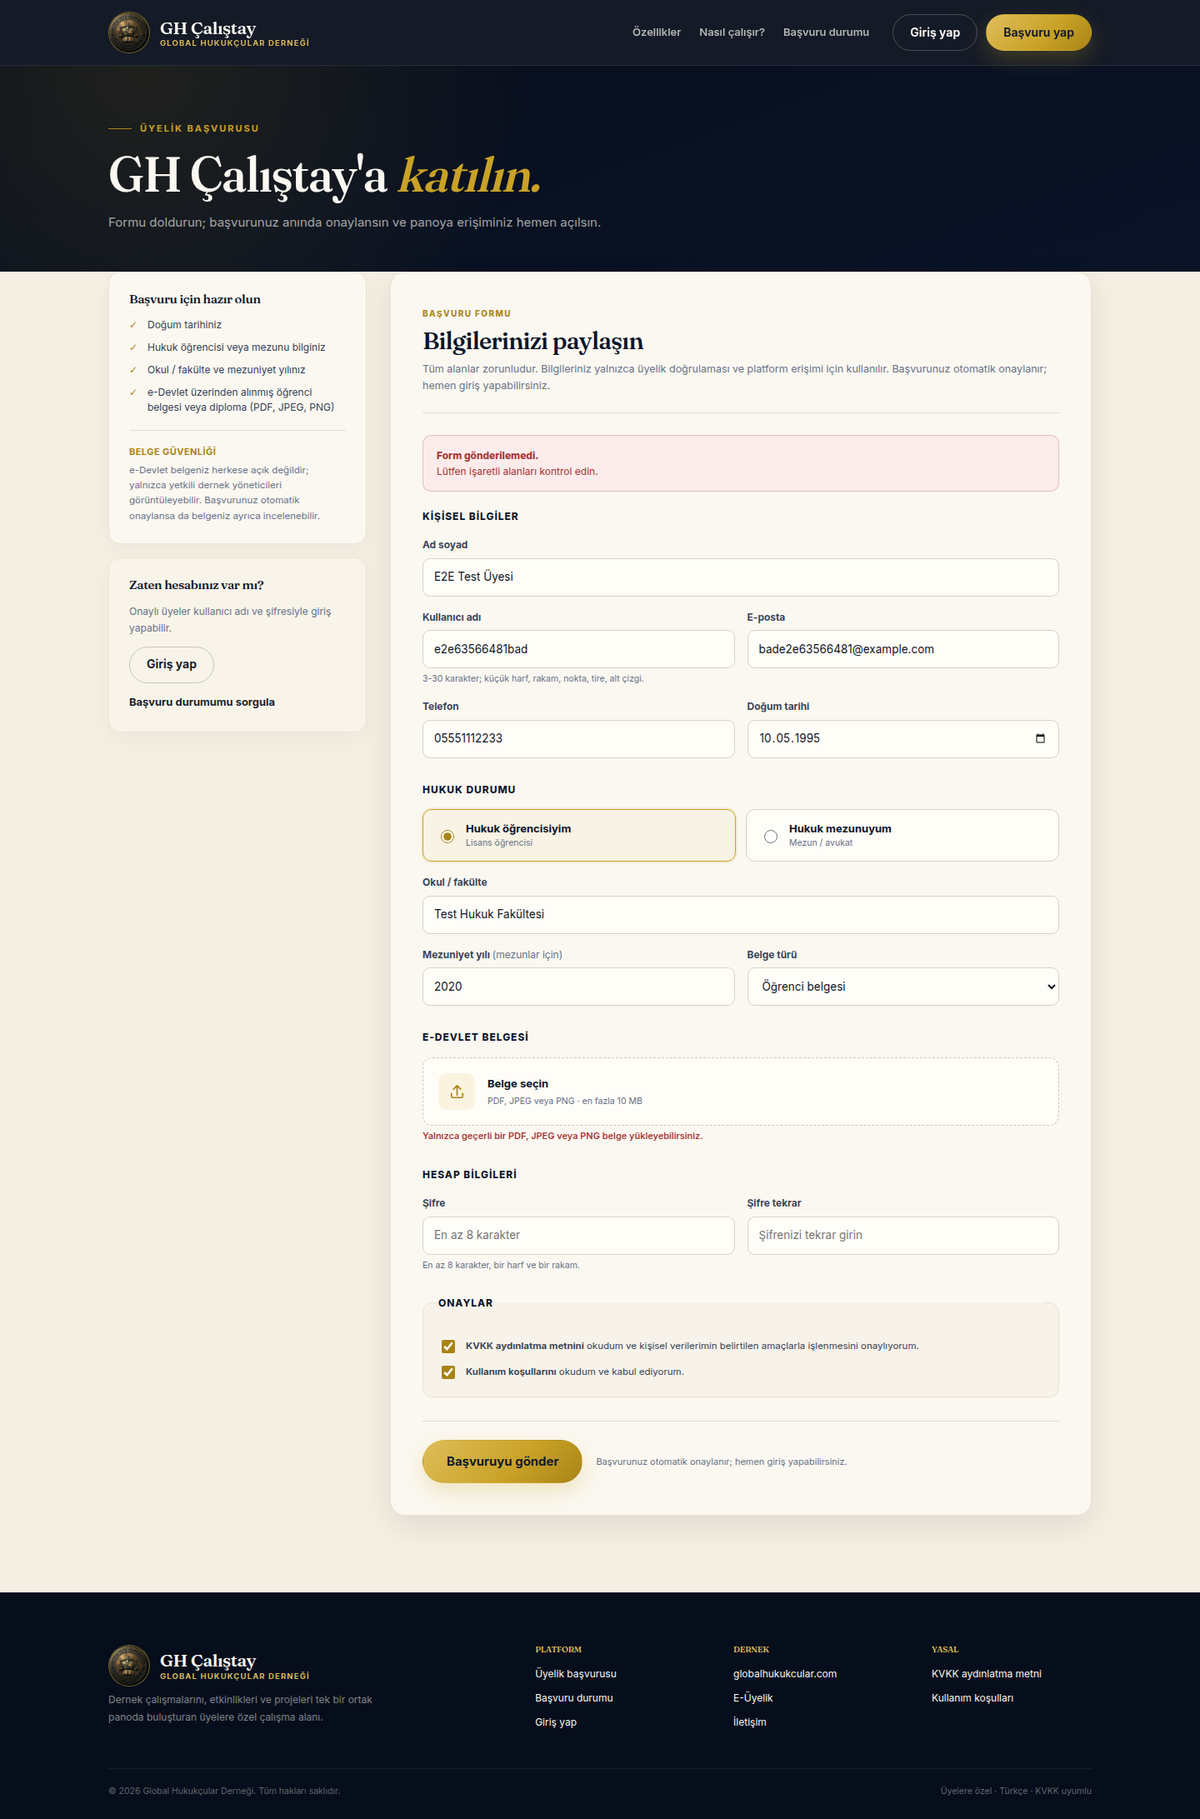 GH Çalıştay
GLOBAL HUKUKÇULAR DERNEĞİ
Özellikler
Nasıl çalışır?
Başvuru durumu
Giriş yap
Başvuru yap
ÜYELİK BAŞVURUSU
GH Çalıştay'a katılın.
Formu doldurun; başvurunuz anında onaylansın ve panoya erişiminiz hemen açılsın.
Başvuru için hazır olun
✓ Doğum tarihiniz
✓ Hukuk öğrencisi veya mezunu bilginiz
✓ Okul / fakülte ve mezuniyet yılınız
✓ e-Devlet üzerinden alınmış öğrenci
belgesi veya diploma (PDF, JPEG, PNG)
BELGE GÜVENLİĞİ
e-Devlet belgeniz herkese açık değildir;
yalnızca yetkili dernek yöneticileri
görüntüleyebilir. Başvurunuz otomatik
onaylansa da belgeniz ayrıca incelenebilir.
Zaten hesabınız var mı?
Onaylı üyeler kullanıcı adı ve şifresiyle giriş
yapabilir.
Giriş yap
Başvuru durumumu sorgula
BAŞVURU FORMU
Bilgilerinizi paylaşın
Tüm alanlar zorunludur. Bilgileriniz yalnızca üyelik doğrulaması ve platform erişimi için kullanılır. Başvurunuz otomatik onaylanır;
hemen giriş yapabilirsiniz.
Form gönderilemedi.
Lütfen işaretli alanları kontrol edin.
KİŞİSEL BİLGİLER
Ad soyad
E2E Test Üyesi
Kullanıcı adı
E-posta
e2e63566481bad
bade2e63566481@example.com
3-30 karakter; küçük harf, rakam, nokta, tire, alt çizgi.
Telefon
Doğum tarihi
05551112233
10.05.1995
HUKUK DURUMU
Hukuk öğrencisiyim
Lisans öğrencisi
Hukuk mezunuyum
Mezun / avukat
Okul / fakülte
Test Hukuk Fakültesi
Mezuniyet yılı (mezunlar için)
Belge türü
2020
Öğrenci belgesi
E-DEVLET BELGESİ
Belge seçin
PDF, JPEG veya PNG · en fazla 10 MB
Yalnızca geçerli bir PDF, JPEG veya PNG belge yükleyebilirsiniz.
HESAP BİLGİLERİ
Şifre
Şifre tekrar
En az 8 karakter
Şifrenizi tekrar girin
En az 8 karakter, bir harf ve bir rakam.
ONAYLAR
KVKK aydınlatma metnini okudum ve kişisel verilerimin belirtilen amaçlarla işlenmesini onaylıyorum.
Kullanım koşullarını okudum ve kabul ediyorum.
Başvuruyu gönder
Başvurunuz otomatik onaylanır; hemen giriş yapabilirsiniz.
GH Çalıştay
GLOBAL HUKUKÇULAR DERNEĞİ
Dernek çalışmalarını, etkinlikleri ve projeleri tek bir ortak
panoda buluşturan üyelere özel çalışma alanı.
PLATFORM
Üyelik başvurusu
Başvuru durumu
Giriş yap
DERNEK
globalhukukcular.com
E-Üyelik
İletişim
YASAL
KVKK aydınlatma metni
Kullanım koşulları
© 2026 Global Hukukçular Derneği. Tüm hakları saklıdır.
Üyelere özel · Türkçe · KVKK uyumlu